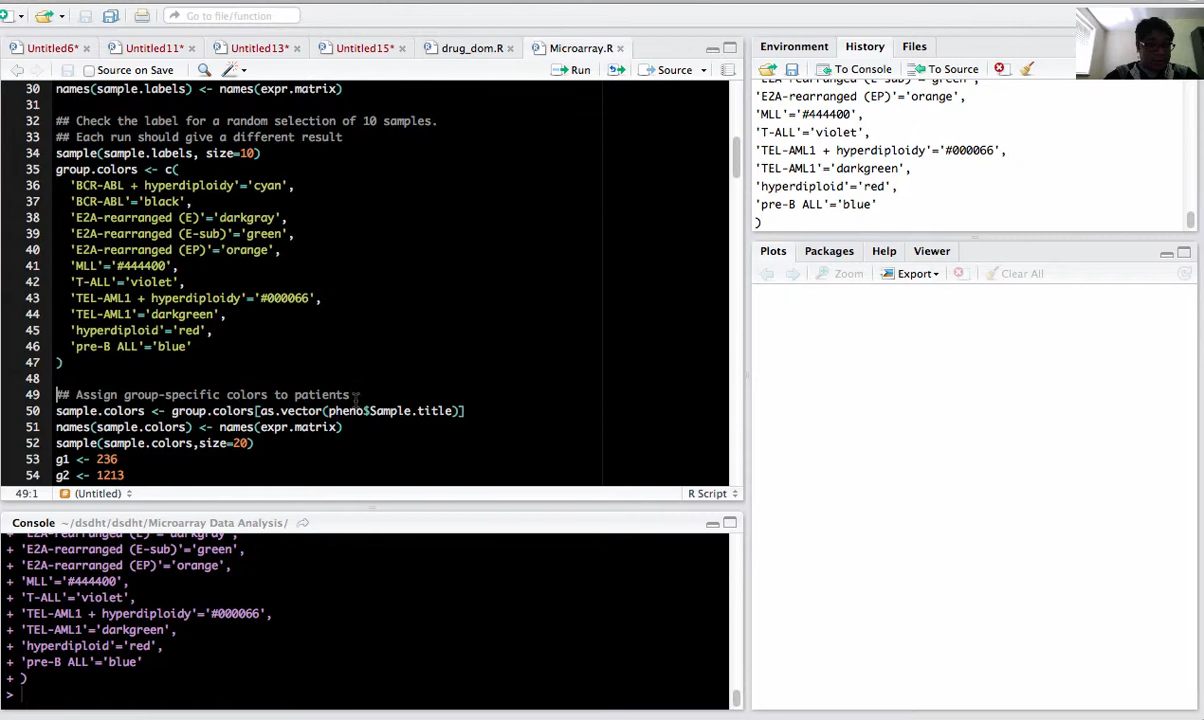 Go to file/function
Untitled6*
Untitled11*
Untitled13*
Untitled15*
drug_dom.R
Microarray.R
Source on Save
Run
Source
30 names(sample.labels) <- names(expr.matrix)
31
32 ## Check the label for a random selection of 10 samples.
33 ## Each run should give a different result
34 sample(sample.labels, size=10)
35 group.colors <- c(
36 'BCR-ABL + hyperdiploidy'='cyan',
37 'BCR-ABL'='black',
38 'E2A-rearranged (E)'='darkgray',
39 'E2A-rearranged (E-sub)'='green',
40 'E2A-rearranged (EP)'='orange',
41 'MLL'='#444400',
42 'T-ALL'='violet',
43 'TEL-AML1 + hyperdiploidy'='#000066',
44 'TEL-AML1'='darkgreen',
45 'hyperdiploid'='red',
46 'pre-B ALL'='blue'
47 )
48
49 ## Assign group-specific colors to patients
50 sample.colors <- group.colors[as.vector(pheno$Sample.title)]
51 names(sample.colors) <- names(expr.matrix)
52 sample(sample.colors,size=20)
53 g1 <- 236
54 g2 <- 1213
49:1
(Untitled)
R Script
Console ~/dsdht/dsdht/Microarray Data Analysis/
+ 'E2A-rearranged (E)'='darkgray',
+ 'E2A-rearranged (E-sub)'='green',
+ 'E2A-rearranged (EP)'='orange',
+ 'MLL'='#444400',
+ 'T-ALL'='violet',
+ 'TEL-AML1 + hyperdiploidy'='#000066',
+ 'TEL-AML1'='darkgreen',
+ 'hyperdiploid'='red',
+ 'pre-B ALL'='blue'
+ )
>
Environment
History
Files
To Console
To Source
'E2A-rearranged (E-sub)'='green',
'E2A-rearranged (EP)'='orange',
'MLL'='#444400',
'T-ALL'='violet',
'TEL-AML1 + hyperdiploidy'='#000066',
'TEL-AML1'='darkgreen',
'hyperdiploid'='red',
'pre-B ALL'='blue'
)
Plots
Packages
Help
Viewer
Zoom
Export
Clear All